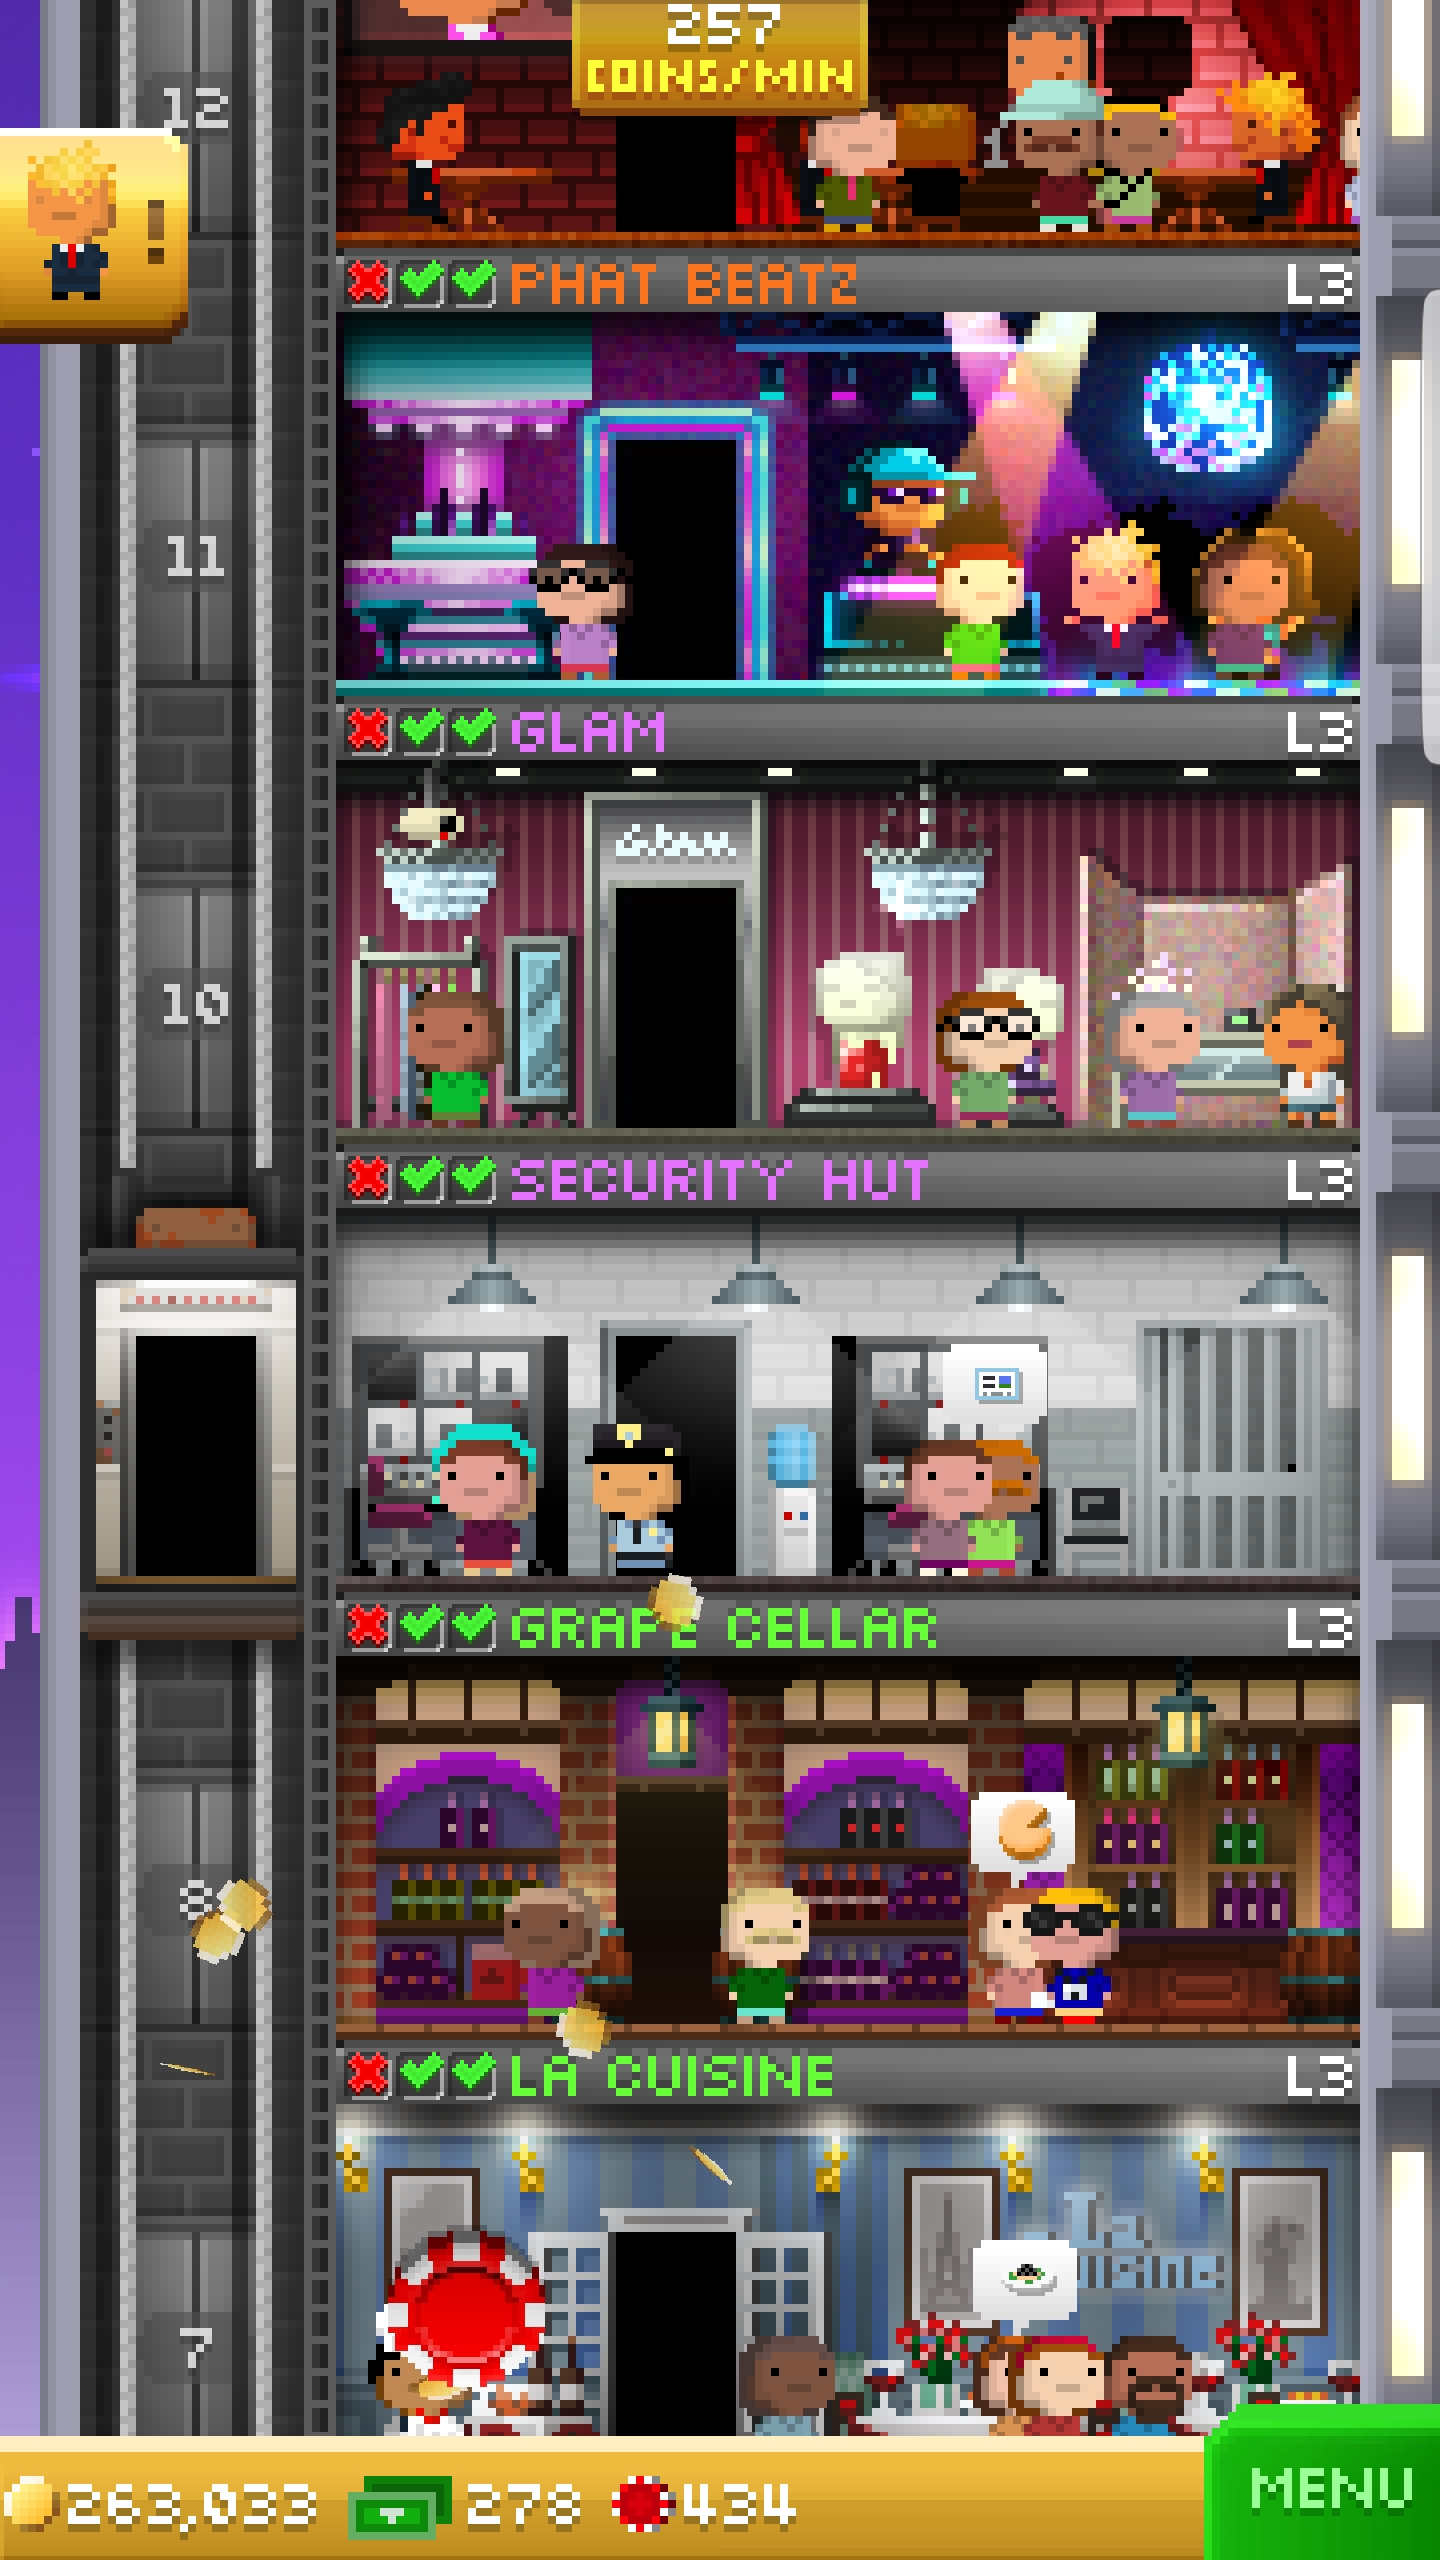 257
COINS/MIN
12
!
PHAT BEATZ L3
11
GLAM L3
Glam
10
SECURITY HUT L3
GRAPE CELLAR L3
8
LA CUISINE L3
La
Cuisine
7
263,033 278 434
MENU